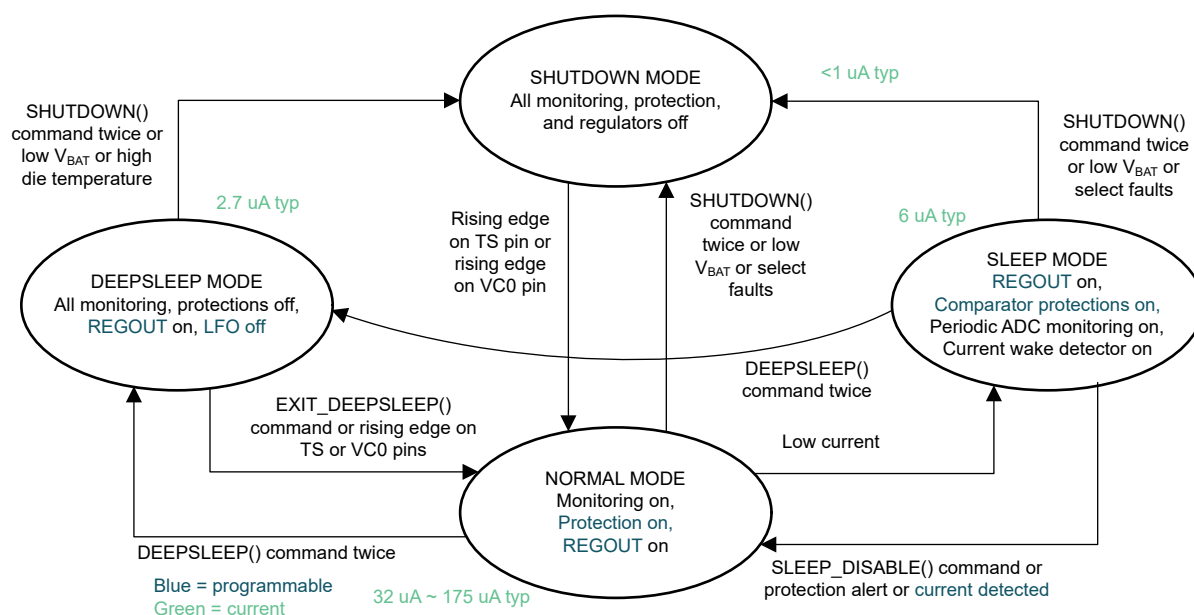 SHUTDOWN MODE
All monitoring, protection,
and regulators off
<1 uA typ
SHUTDOWN()
command twice or
low VBAT or high
die temperature
SHUTDOWN()
command twice
or low VBAT or
select faults
2.7 uA typ
Rising edge
on TS pin or
rising edge
on VC0 pin
SHUTDOWN()
command
twice or low
VBAT or select
faults
6 uA typ
DEEPSLEEP MODE
All monitoring, protections off,
REGOUT on, LFO off
SLEEP MODE
REGOUT on,
Comparator protections on,
Periodic ADC monitoring on,
Current wake detector on
DEEPSLEEP()
command twice
EXIT_DEEPSLEEP()
command or rising edge on
TS or VC0 pins
Low current
NORMAL MODE
Monitoring on,
Protection on,
REGOUT on
DEEPSLEEP() command twice
SLEEP_DISABLE() command or
protection alert or current detected
Blue = programmable
Green = current
32 uA ~ 175 uA typ